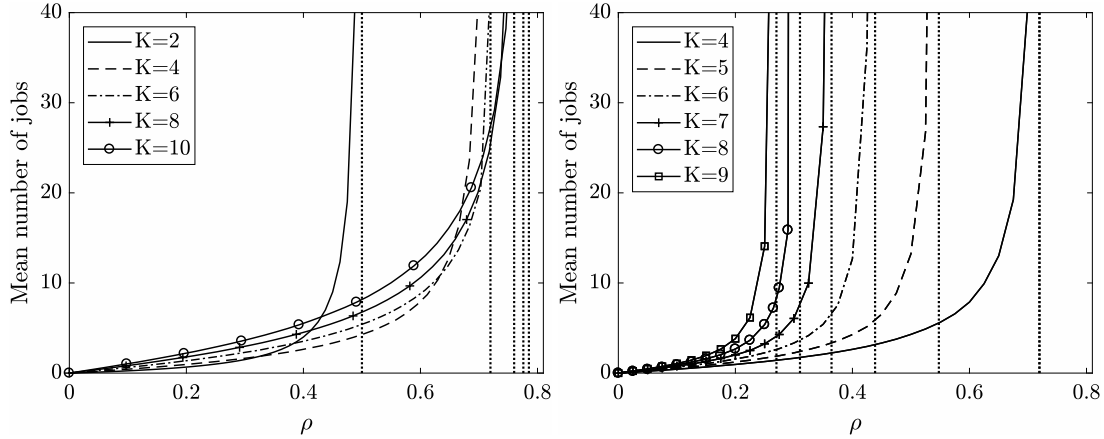 40
30
20
10
0
Mean number of jobs
K=2
K=4
K=6
K=8
K=10
0 0.2 0.4 0.6 0.8
ρ
40
30
20
10
0
Mean number of jobs
K=4
K=5
K=6
K=7
K=8
K=9
0 0.2 0.4 0.6 0.8
ρ